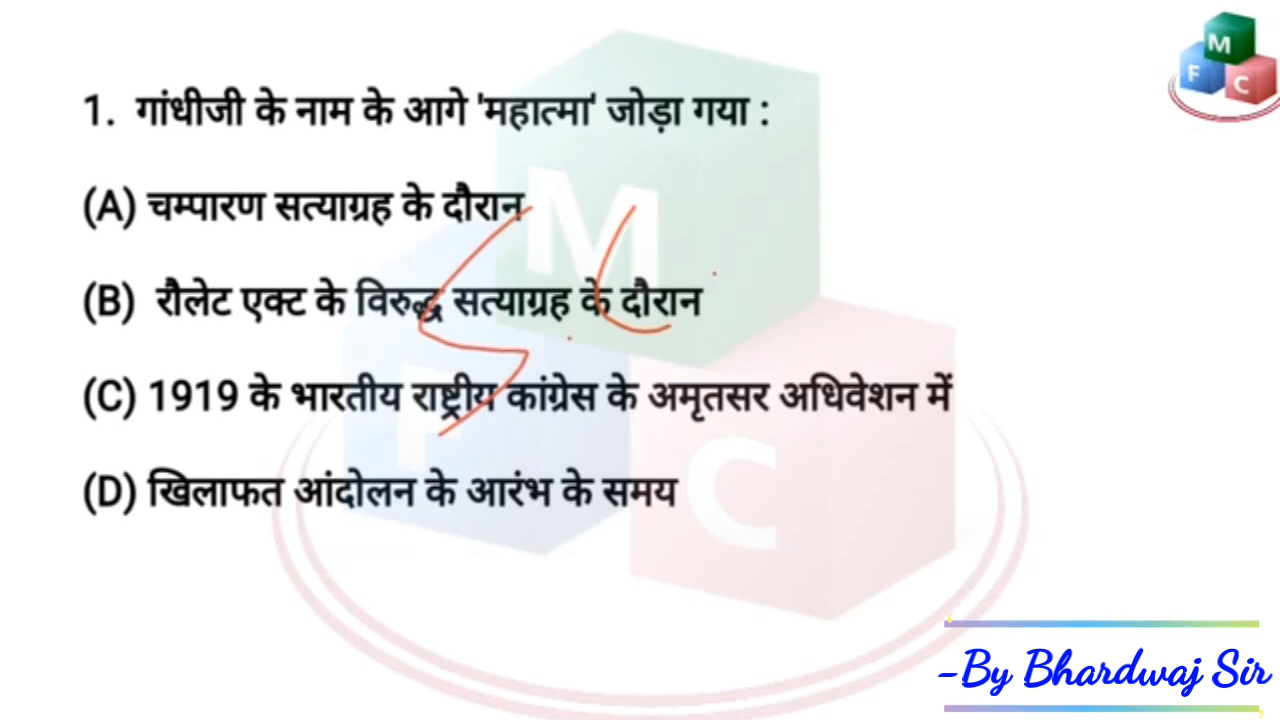 M
F C
1. गांधीजी के नाम के आगे 'महात्मा' जोड़ा गया :
(A) चम्पारण सत्याग्रह के दौरान
(B) रौलेट एक्ट के विरुद्ध सत्याग्रह के दौरान
(C) 1919 के भारतीय राष्ट्रीय कांग्रेस के अमृतसर अधिवेशन में
(D) खिलाफत आंदोलन के आरंभ के समय
M
F C
-By Bhardwaj Sir